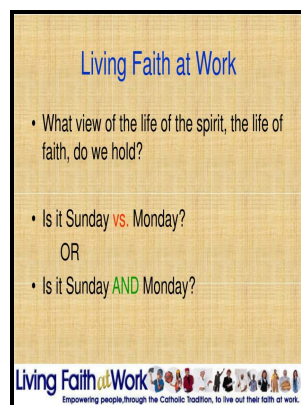 Living Faith at Work
• What view of the life of the spirit, the life of
faith, do we hold?
• Is it Sunday vs. Monday?
OR
• Is it Sunday AND Monday?
Living Faith at Work
Empowering people,through the Catholic Tradition, to live out their faith at work.